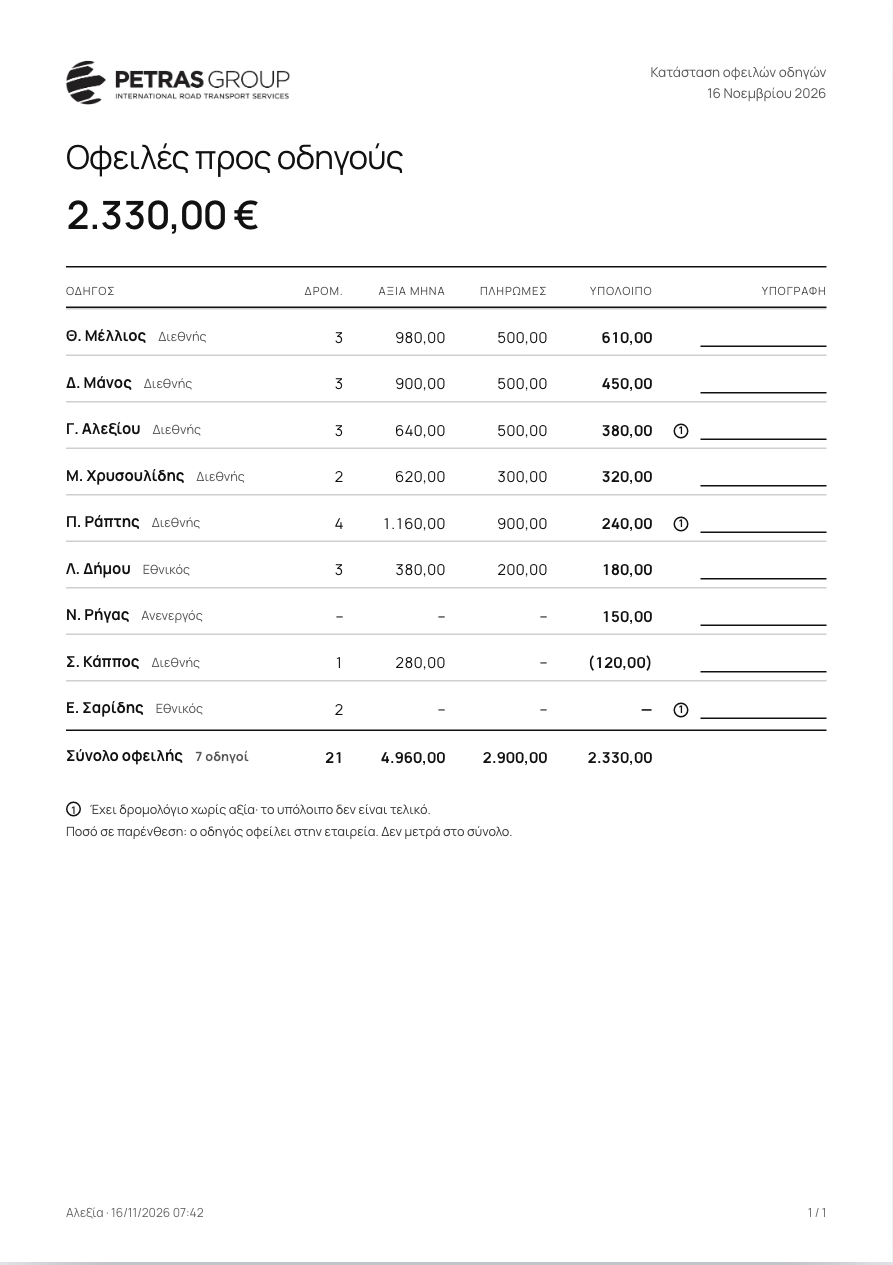 PETRAS GROUP
INTERNATIONAL ROAD TRANSPORT SERVICES
Κατάσταση οφειλών οδηγών
16 Νοεμβρίου 2026
Οφειλές προς οδηγούς
2.330,00 €
ΟΔΗΓΟΣ ΔΡΟΜ. ΑΞΙΑ ΜΗΝΑ ΠΛΗΡΩΜΕΣ ΥΠΟΛΟΙΠΟ ΥΠΟΓΡΑΦΗ
Θ. Μέλλιος Διεθνής 3 980,00 500,00 610,00
Δ. Μάνος Διεθνής 3 900,00 500,00 450,00
Γ. Αλεξίου Διεθνής 3 640,00 500,00 380,00 ①
Μ. Χρυσουλίδης Διεθνής 2 620,00 300,00 320,00
Π. Ράπτης Διεθνής 4 1.160,00 900,00 240,00 ①
Λ. Δήμου Εθνικός 3 380,00 200,00 180,00
Ν. Ρήγας Ανενεργός – – – 150,00
Σ. Κάππος Διεθνής 1 280,00 – (120,00)
Ε. Σαρίδης Εθνικός 2 – – – ①
Σύνολο οφειλής 7 οδηγοί 21 4.960,00 2.900,00 2.330,00
① Έχει δρομολόγιο χωρίς αξία· το υπόλοιπο δεν είναι τελικό.
Ποσό σε παρένθεση: ο οδηγός οφείλει στην εταιρεία. Δεν μετρά στο σύνολο.
Αλεξία · 16/11/2026 07:42
1 / 1